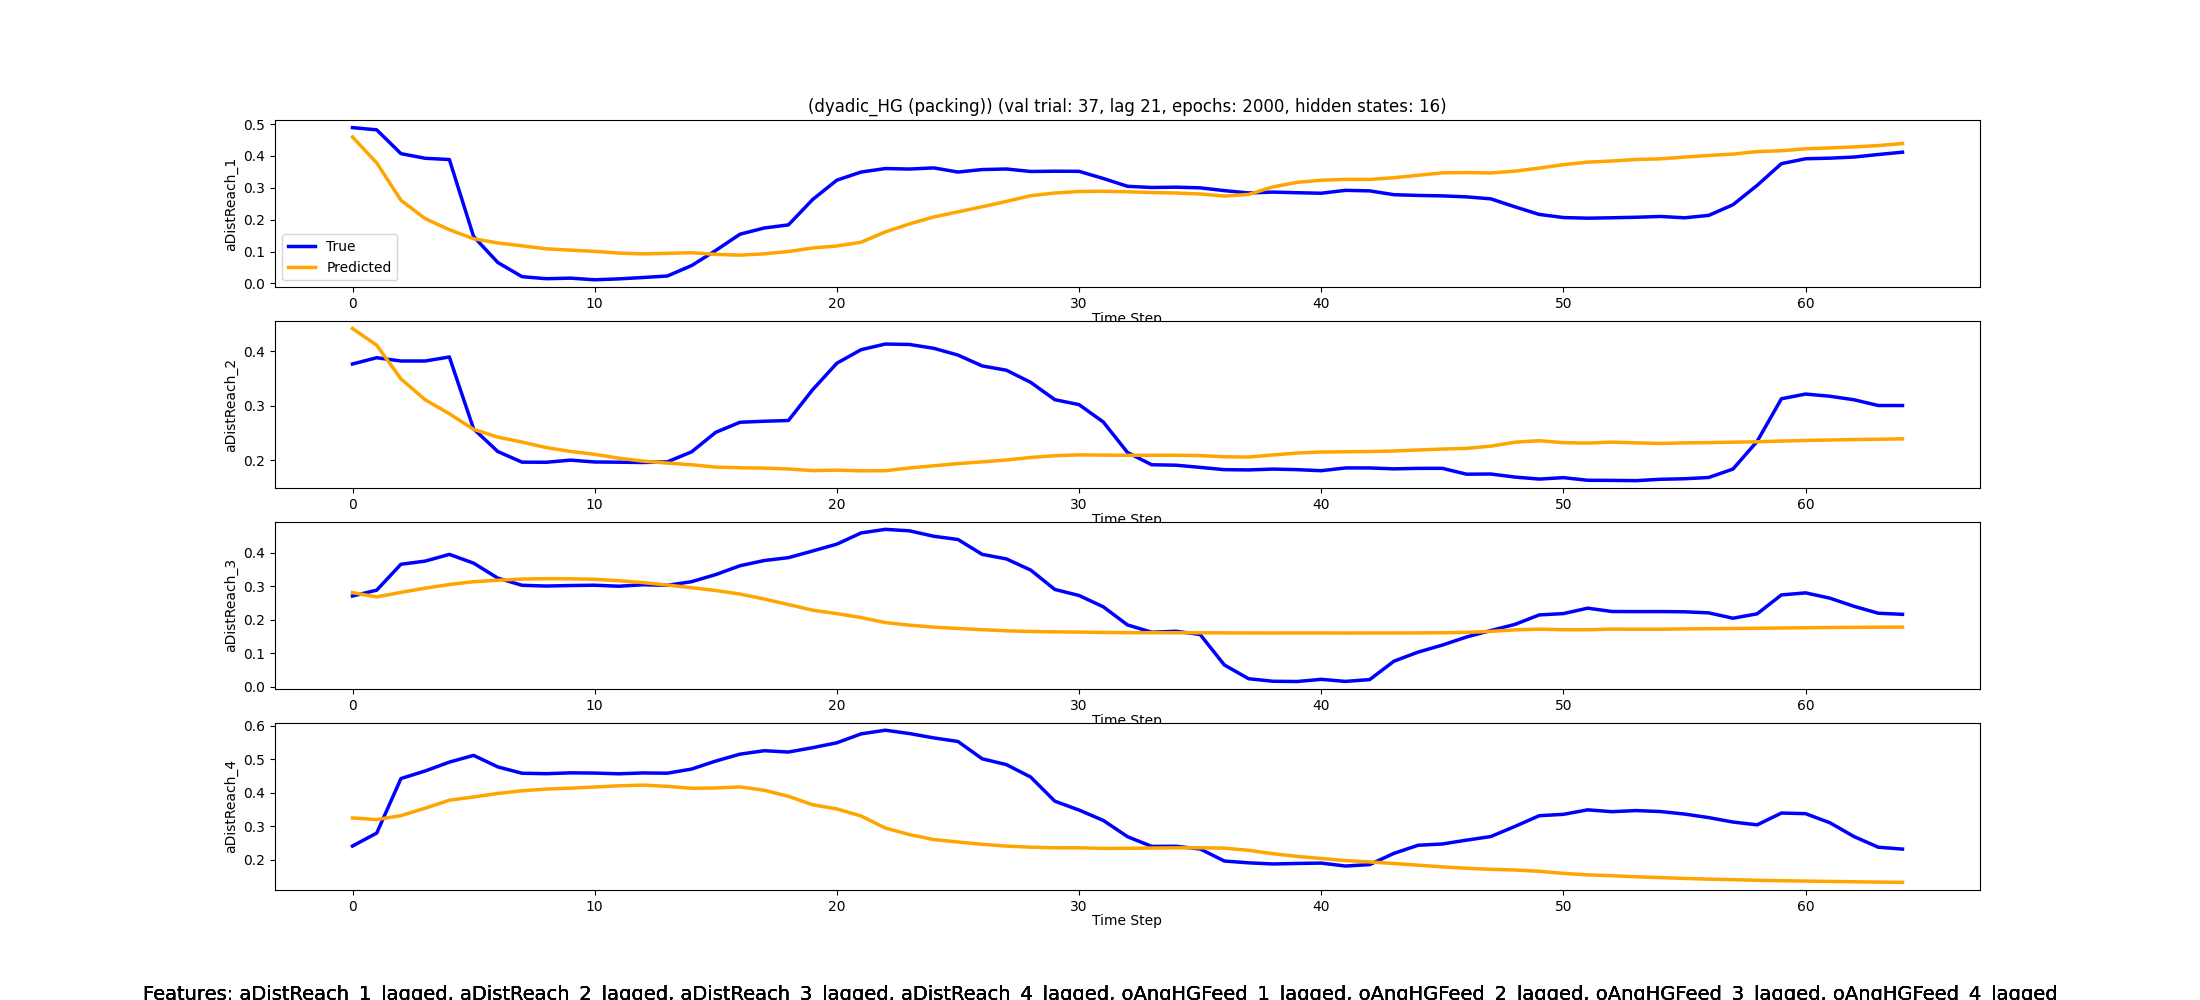 (dyadic_HG (packing)) (val trial: 37, lag 21, epochs: 2000, hidden states: 16)
0.5
0.4
0.3
0.2
0.1
0.0
aDistReach_1
True
Predicted
0 10 20 30 40 50 60
Time Step
0.4
0.3
0.2
aDistReach_2
0 10 20 30 40 50 60
Time Step
0.4
0.3
0.2
0.1
0.0
aDistReach_3
0 10 20 30 40 50 60
Time Step
0.6
0.5
0.4
0.3
0.2
aDistReach_4
0 10 20 30 40 50 60
Time Step
Features: aDistReach_1_lagged, aDistReach_2_lagged, aDistReach_3_lagged, aDistReach_4_lagged, oAngHGFeed_1_lagged, oAngHGFeed_2_lagged, oAngHGFeed_3_lagged, oAngHGFeed_4_lagged